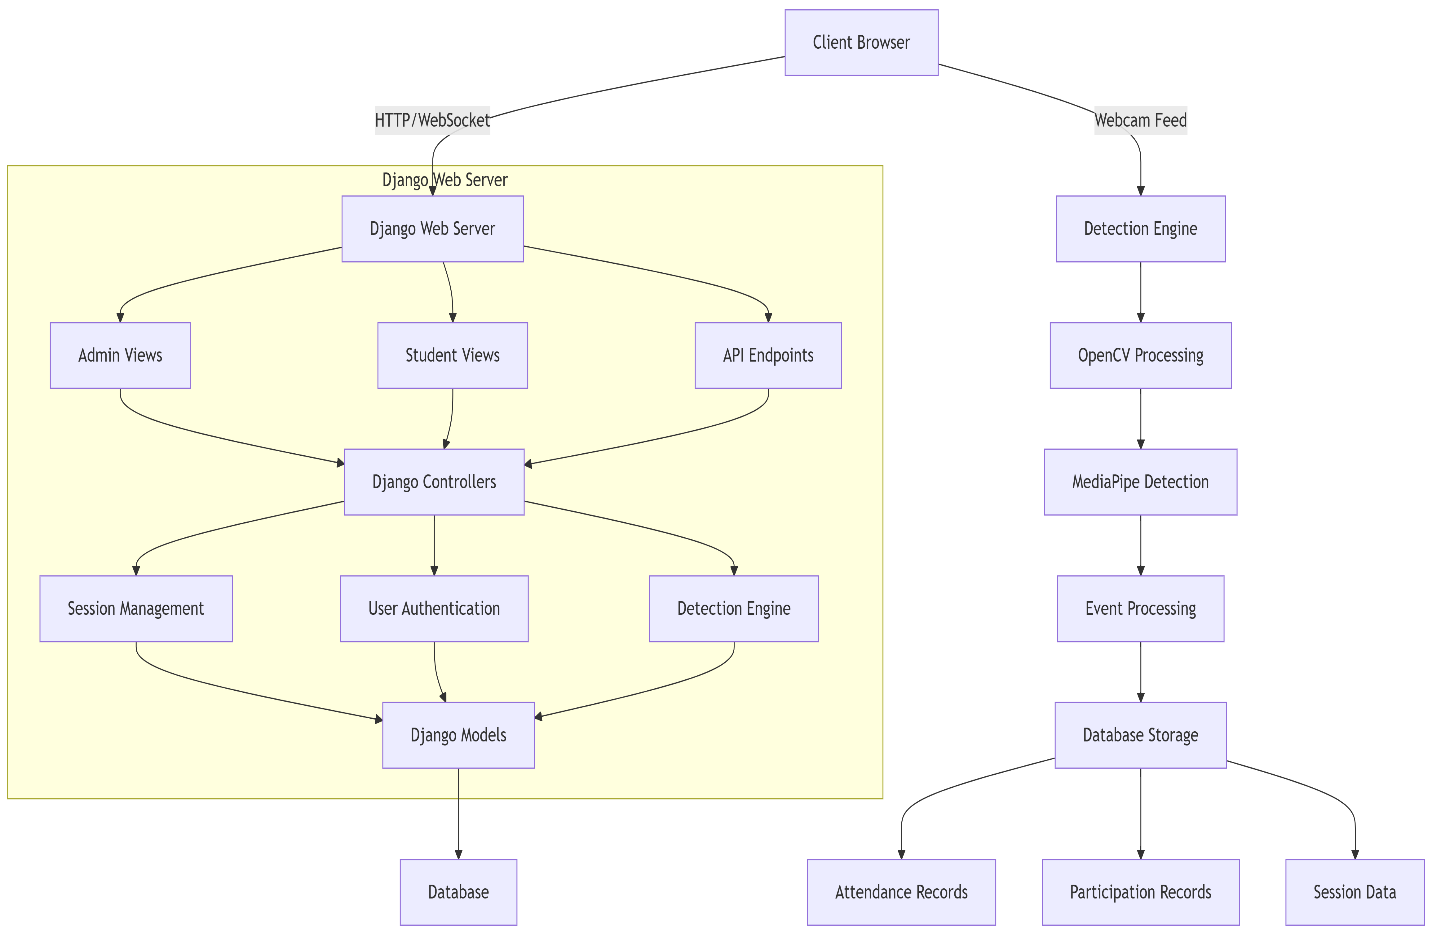 Client Browser
HTTP/WebSocket
Webcam Feed
Django Web Server
Django Web Server
Detection Engine
Admin Views
Student Views
API Endpoints
OpenCV Processing
Django Controllers
MediaPipe Detection
Session Management
User Authentication
Detection Engine
Event Processing
Django Models
Database Storage
Database
Attendance Records
Participation Records
Session Data